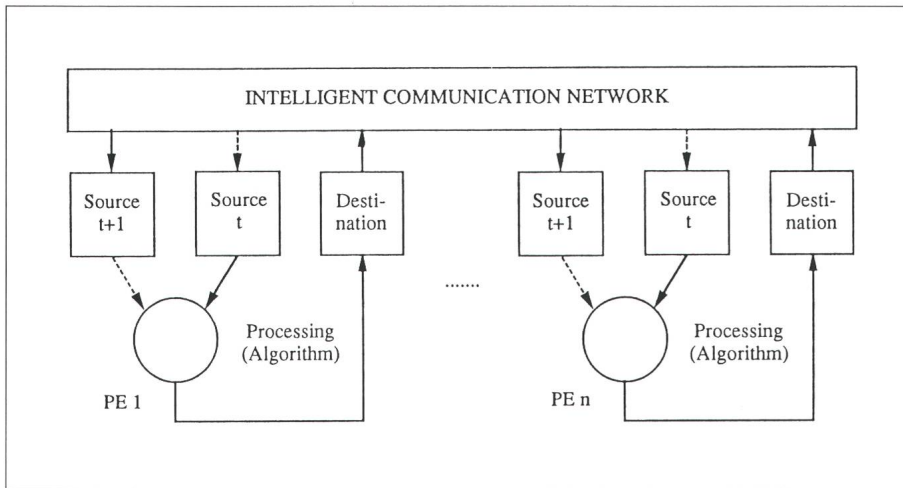 INTELLIGENT COMMUNICATION NETWORK
Source
t+1
Source
t
Desti-
nation
Source
t+1
Source
t
Desti-
nation
.......
Processing
(Algorithm)
PE 1
Processing
(Algorithm)
PE n